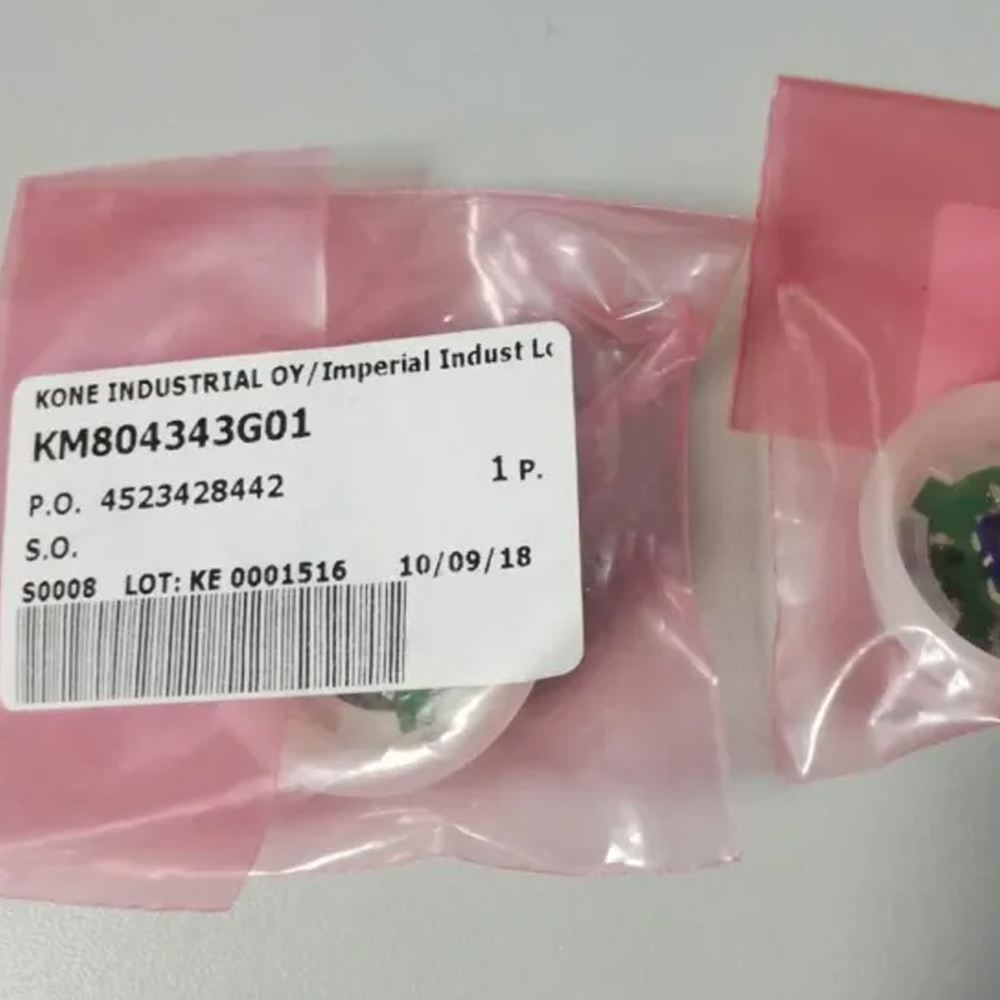 KONE INDUSTRIAL OY/Imperial Indust
KM804343G01
1 P.
P.O. 4523428442
S.O.
S0008 LOT: KE 0001516 10/09/18